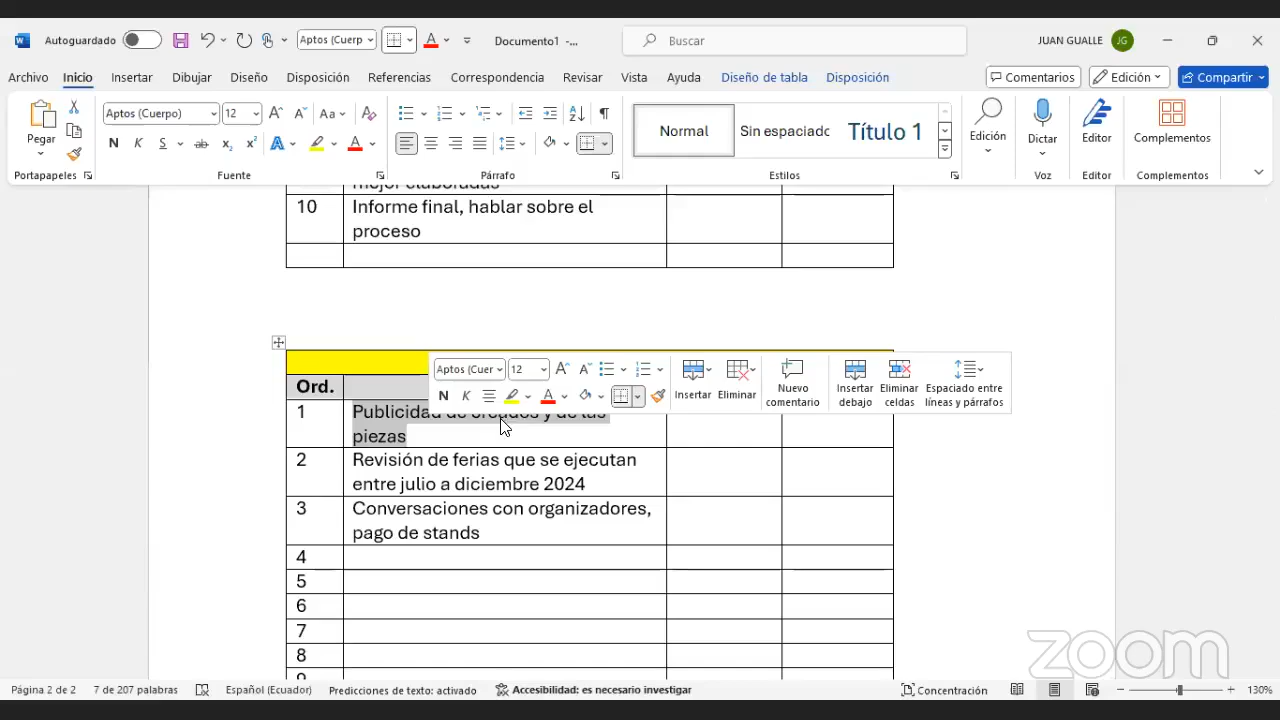 Autoguardado
Aptos (Cuerp
Documento1 -...
Buscar
JUAN GUALLE
JG
Archivo Inicio Insertar Dibujar Diseño Disposición Referencias Correspondencia Revisar Vista Ayuda Diseño de tabla Disposición
Comentarios
Edición
Compartir
Pegar
Portapapeles
Aptos (Cuerpo) 12
Fuente
Párrafo
Normal
Sin espaciado
Título 1
Estilos
Edición
Dictar
Voz
Editor
Editor
Complementos
Complementos
mejor elaboradas
10 Informe final, hablar sobre el
proceso
Aptos (Cuer 12
N K
Insertar
Eliminar
Nuevo
comentario
Insertar
debajo
Eliminar
celdas
Espaciado entre
líneas y párrafos
Ord.
1 Publicidad de creados y de las
piezas
2 Revisión de ferias que se ejecutan
entre julio a diciembre 2024
3 Conversaciones con organizadores,
pago de stands
4
5
6
7
8
9
zoom
Página 2 de 2 7 de 207 palabras Español (Ecuador) Predicciones de texto: activado Accesibilidad: es necesario investigar Concentración 130%